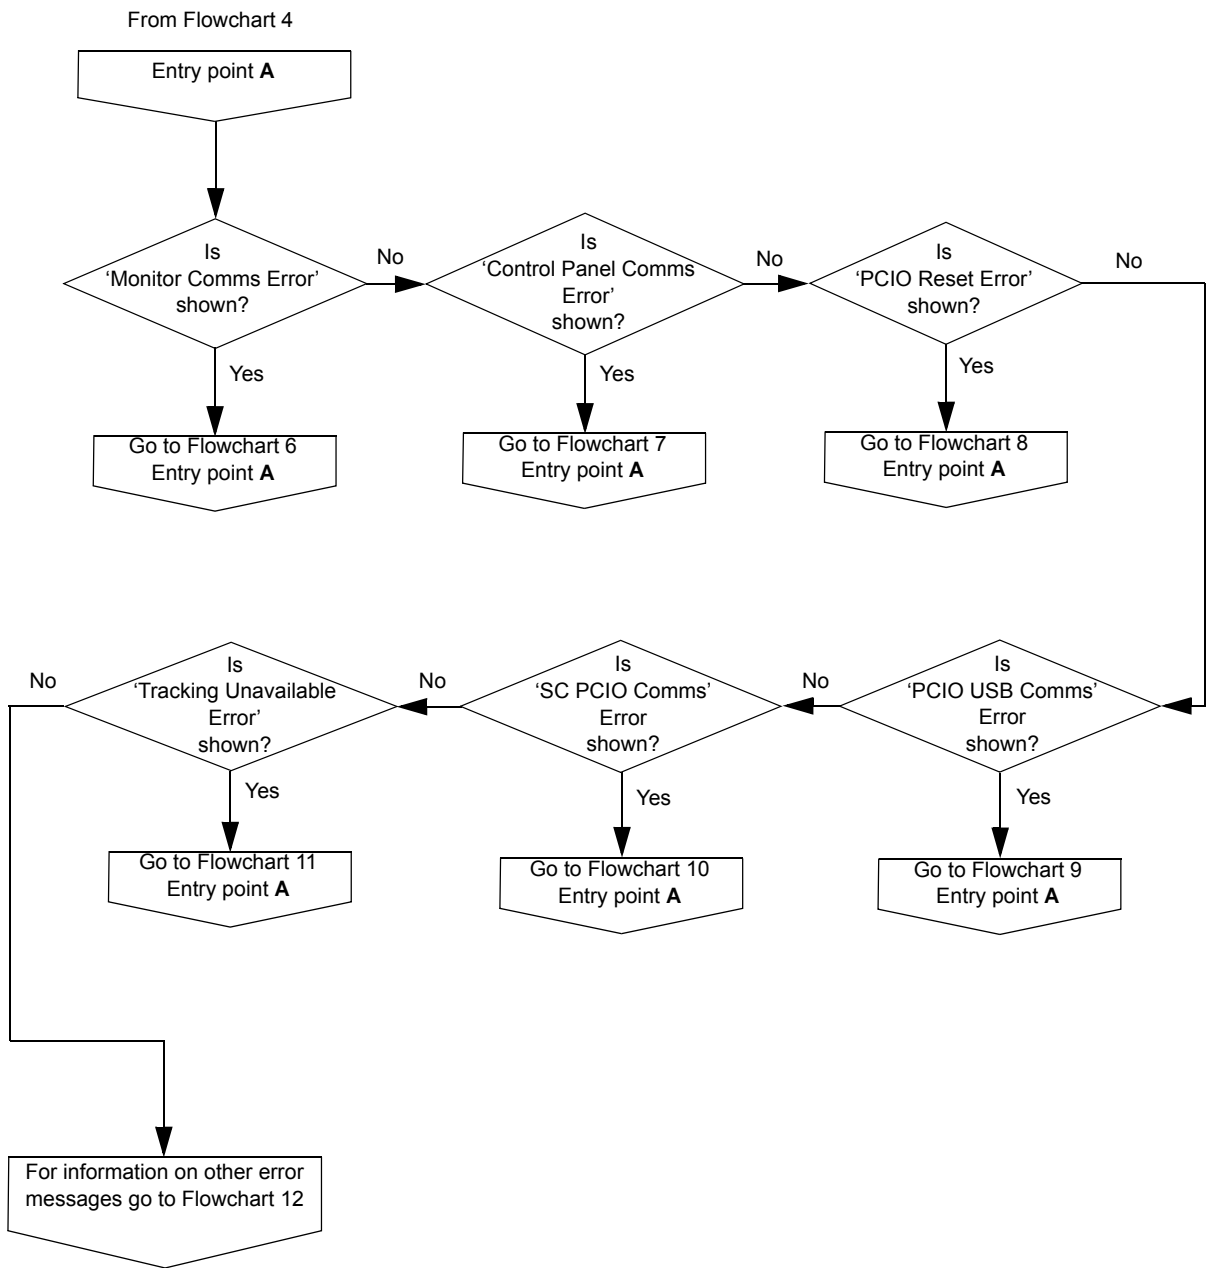 From Flowchart 4
Entry point A
Is
‘Monitor Comms Error’
shown?
No
Yes
Go to Flowchart 6
Entry point A
Is
‘Control Panel Comms
Error’
shown?
No
Yes
Go to Flowchart 7
Entry point A
Is
‘PCIO Reset Error’
shown?
No
Yes
Go to Flowchart 8
Entry point A
Is
‘PCIO USB Comms’
Error
shown?
No
Yes
Go to Flowchart 9
Entry point A
Is
‘SC PCIO Comms’
Error
shown?
No
Yes
Go to Flowchart 10
Entry point A
Is
‘Tracking Unavailable
Error’
shown?
No
Yes
Go to Flowchart 11
Entry point A
For information on other error
messages go to Flowchart 12